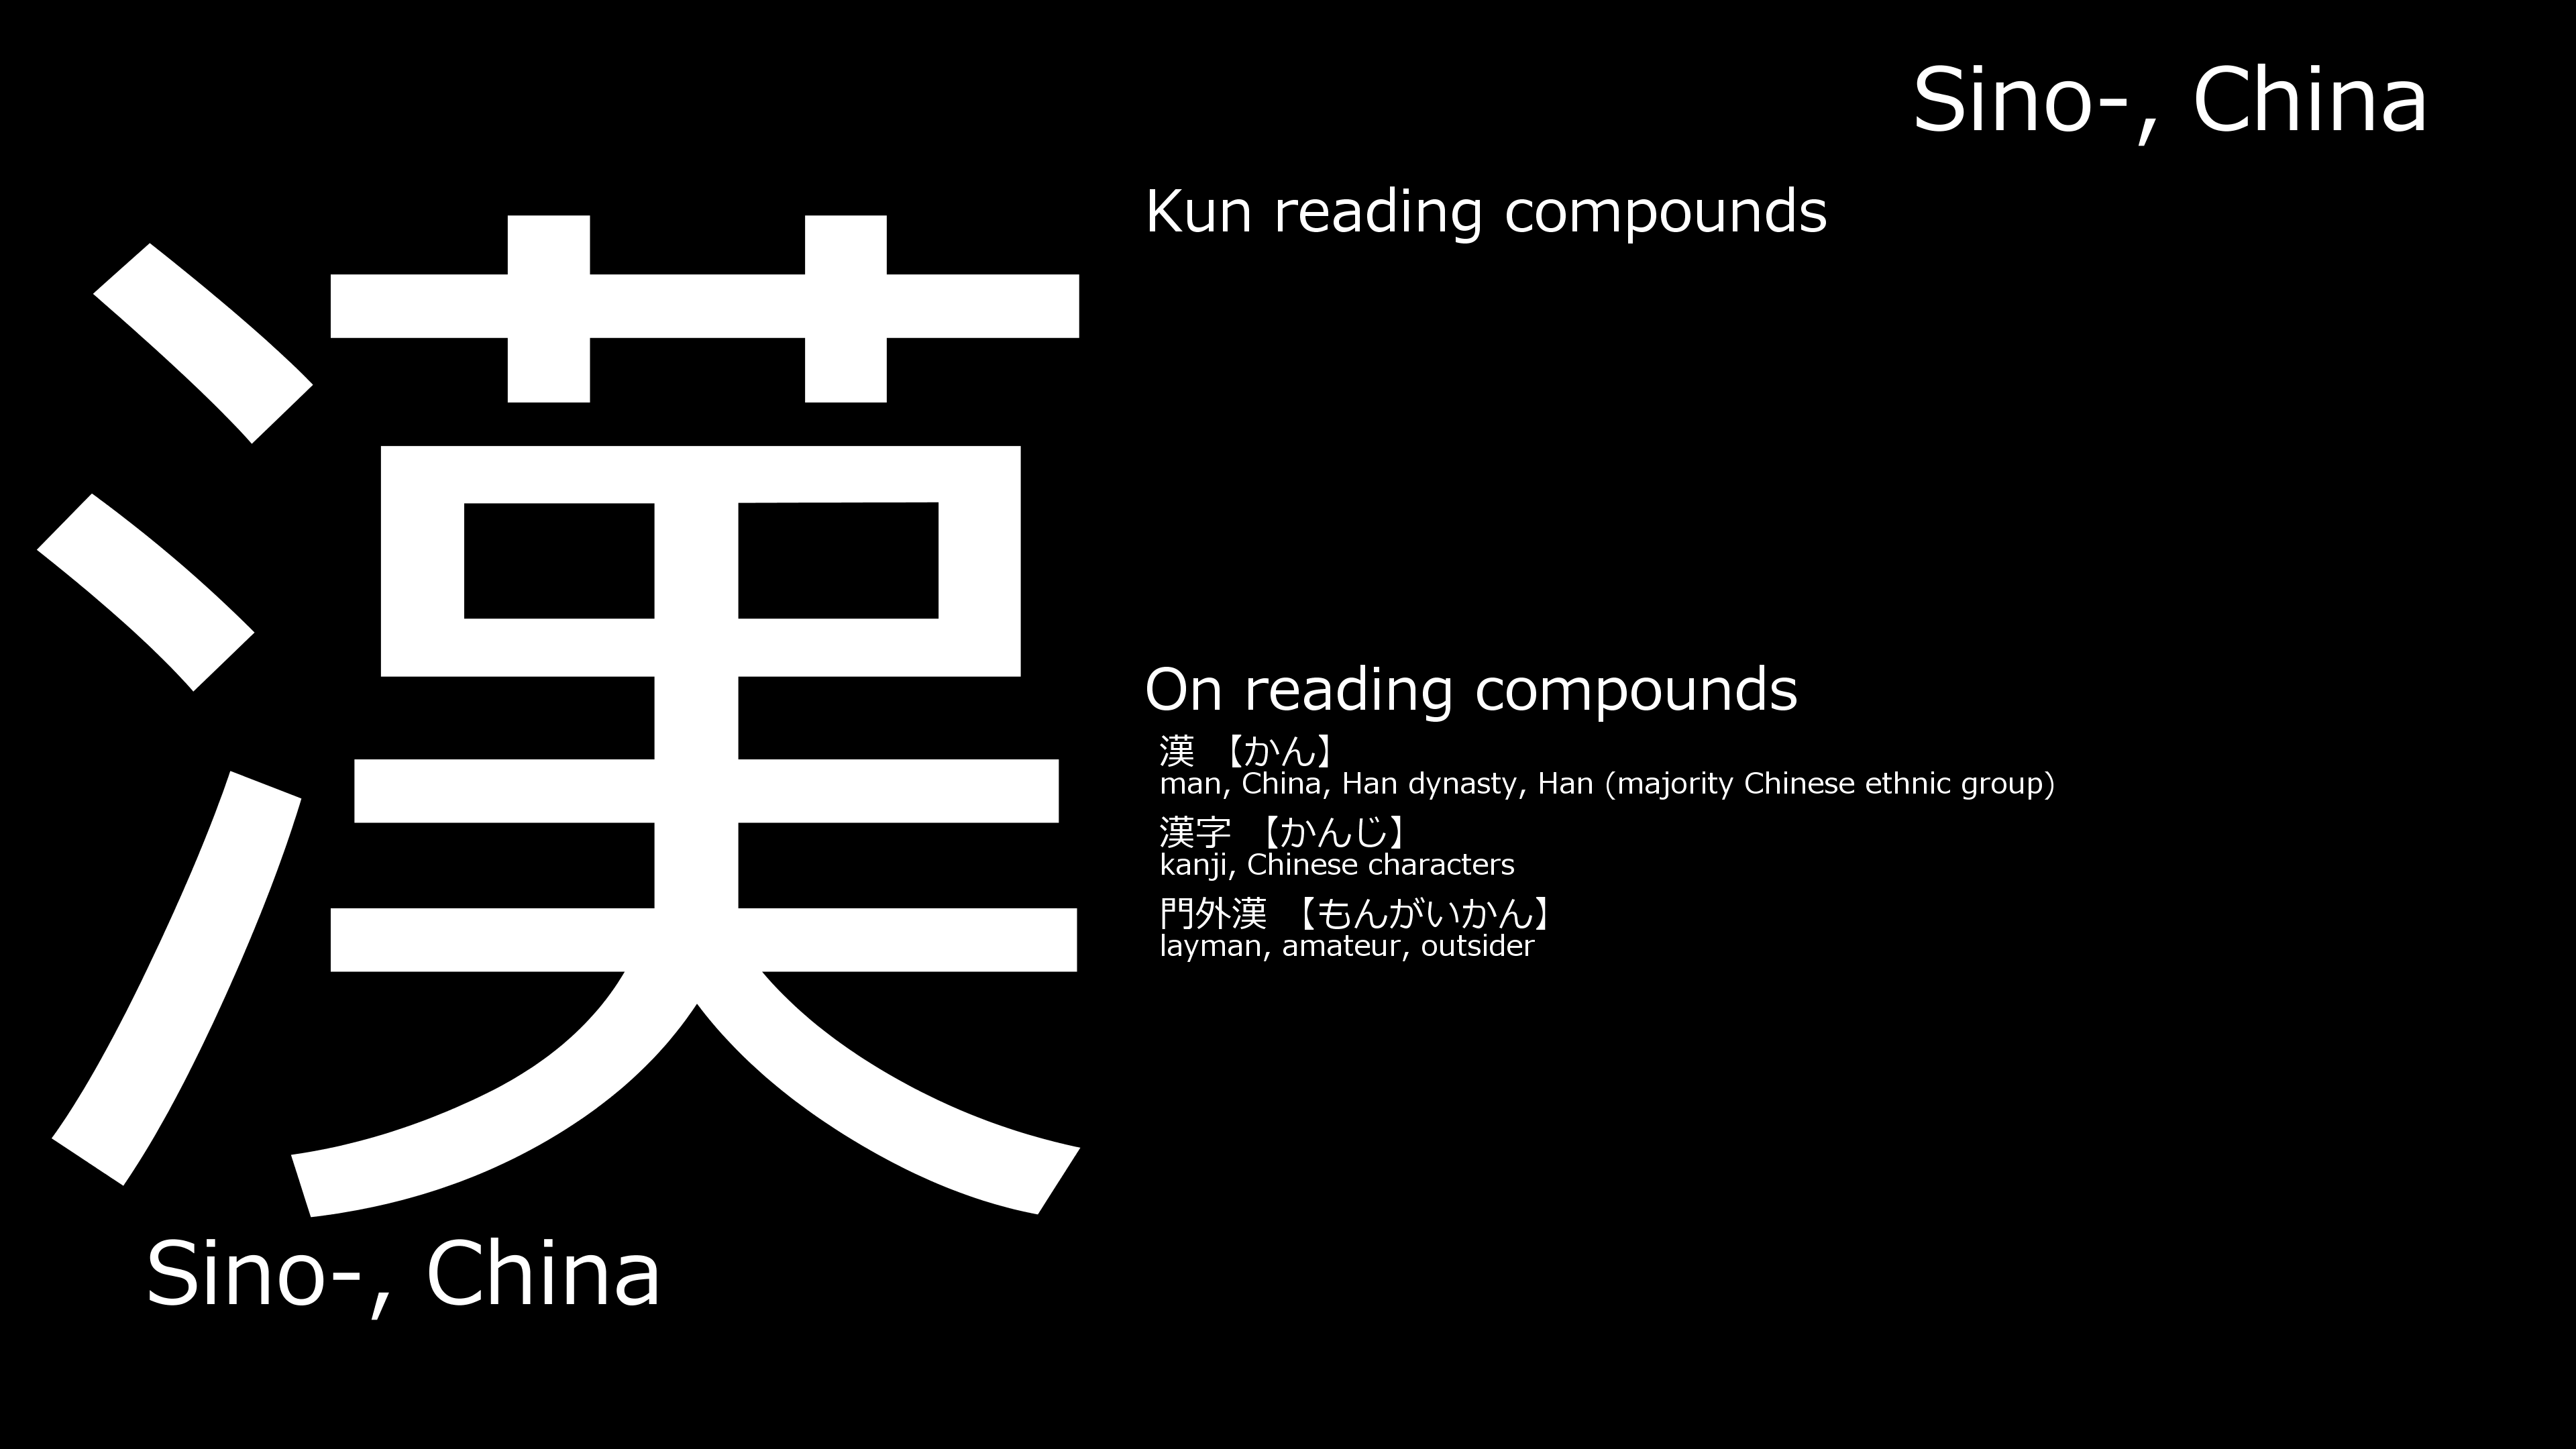 Sino-, China
漢
Kun reading compounds
On reading compounds
漢 【かん】
man, China, Han dynasty, Han (majority Chinese ethnic group)
漢字 【かんじ】
kanji, Chinese characters
門外漢 【もんがいかん】
layman, amateur, outsider
Sino-, China